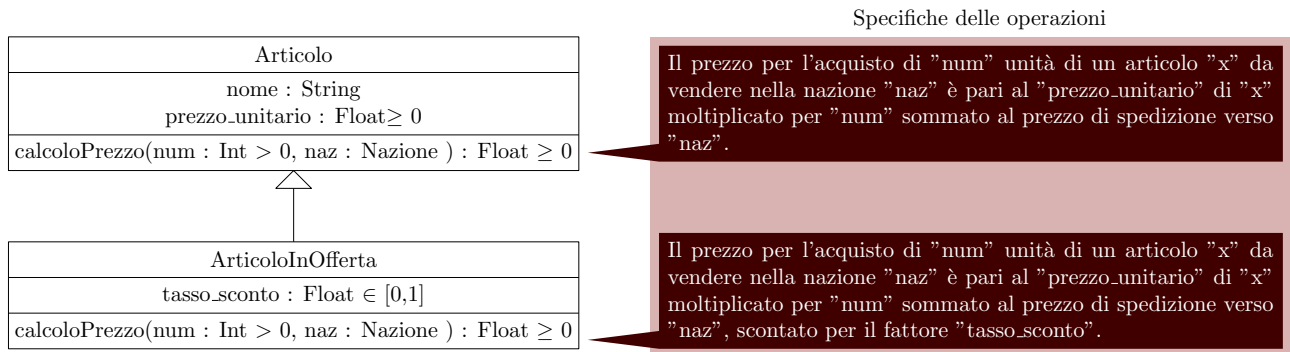 Specifiche delle operazioni
Articolo
nome : String
prezzo_unitario : Float≥ 0
calcoloPrezzo(num : Int > 0, naz : Nazione ) : Float ≥ 0
Il prezzo per l'acquisto di "num" unità di un articolo "x" da
vendere nella nazione "naz" è pari al "prezzo_unitario" di "x"
moltiplicato per "num" sommato al prezzo di spedizione verso
"naz".
ArticoloInOfferta
tasso_sconto : Float ∈ [0,1]
calcoloPrezzo(num : Int > 0, naz : Nazione ) : Float ≥ 0
Il prezzo per l'acquisto di "num" unità di un articolo "x" da
vendere nella nazione "naz" è pari al "prezzo_unitario" di "x"
moltiplicato per "num" sommato al prezzo di spedizione verso
"naz", scontato per il fattore "tasso_sconto".